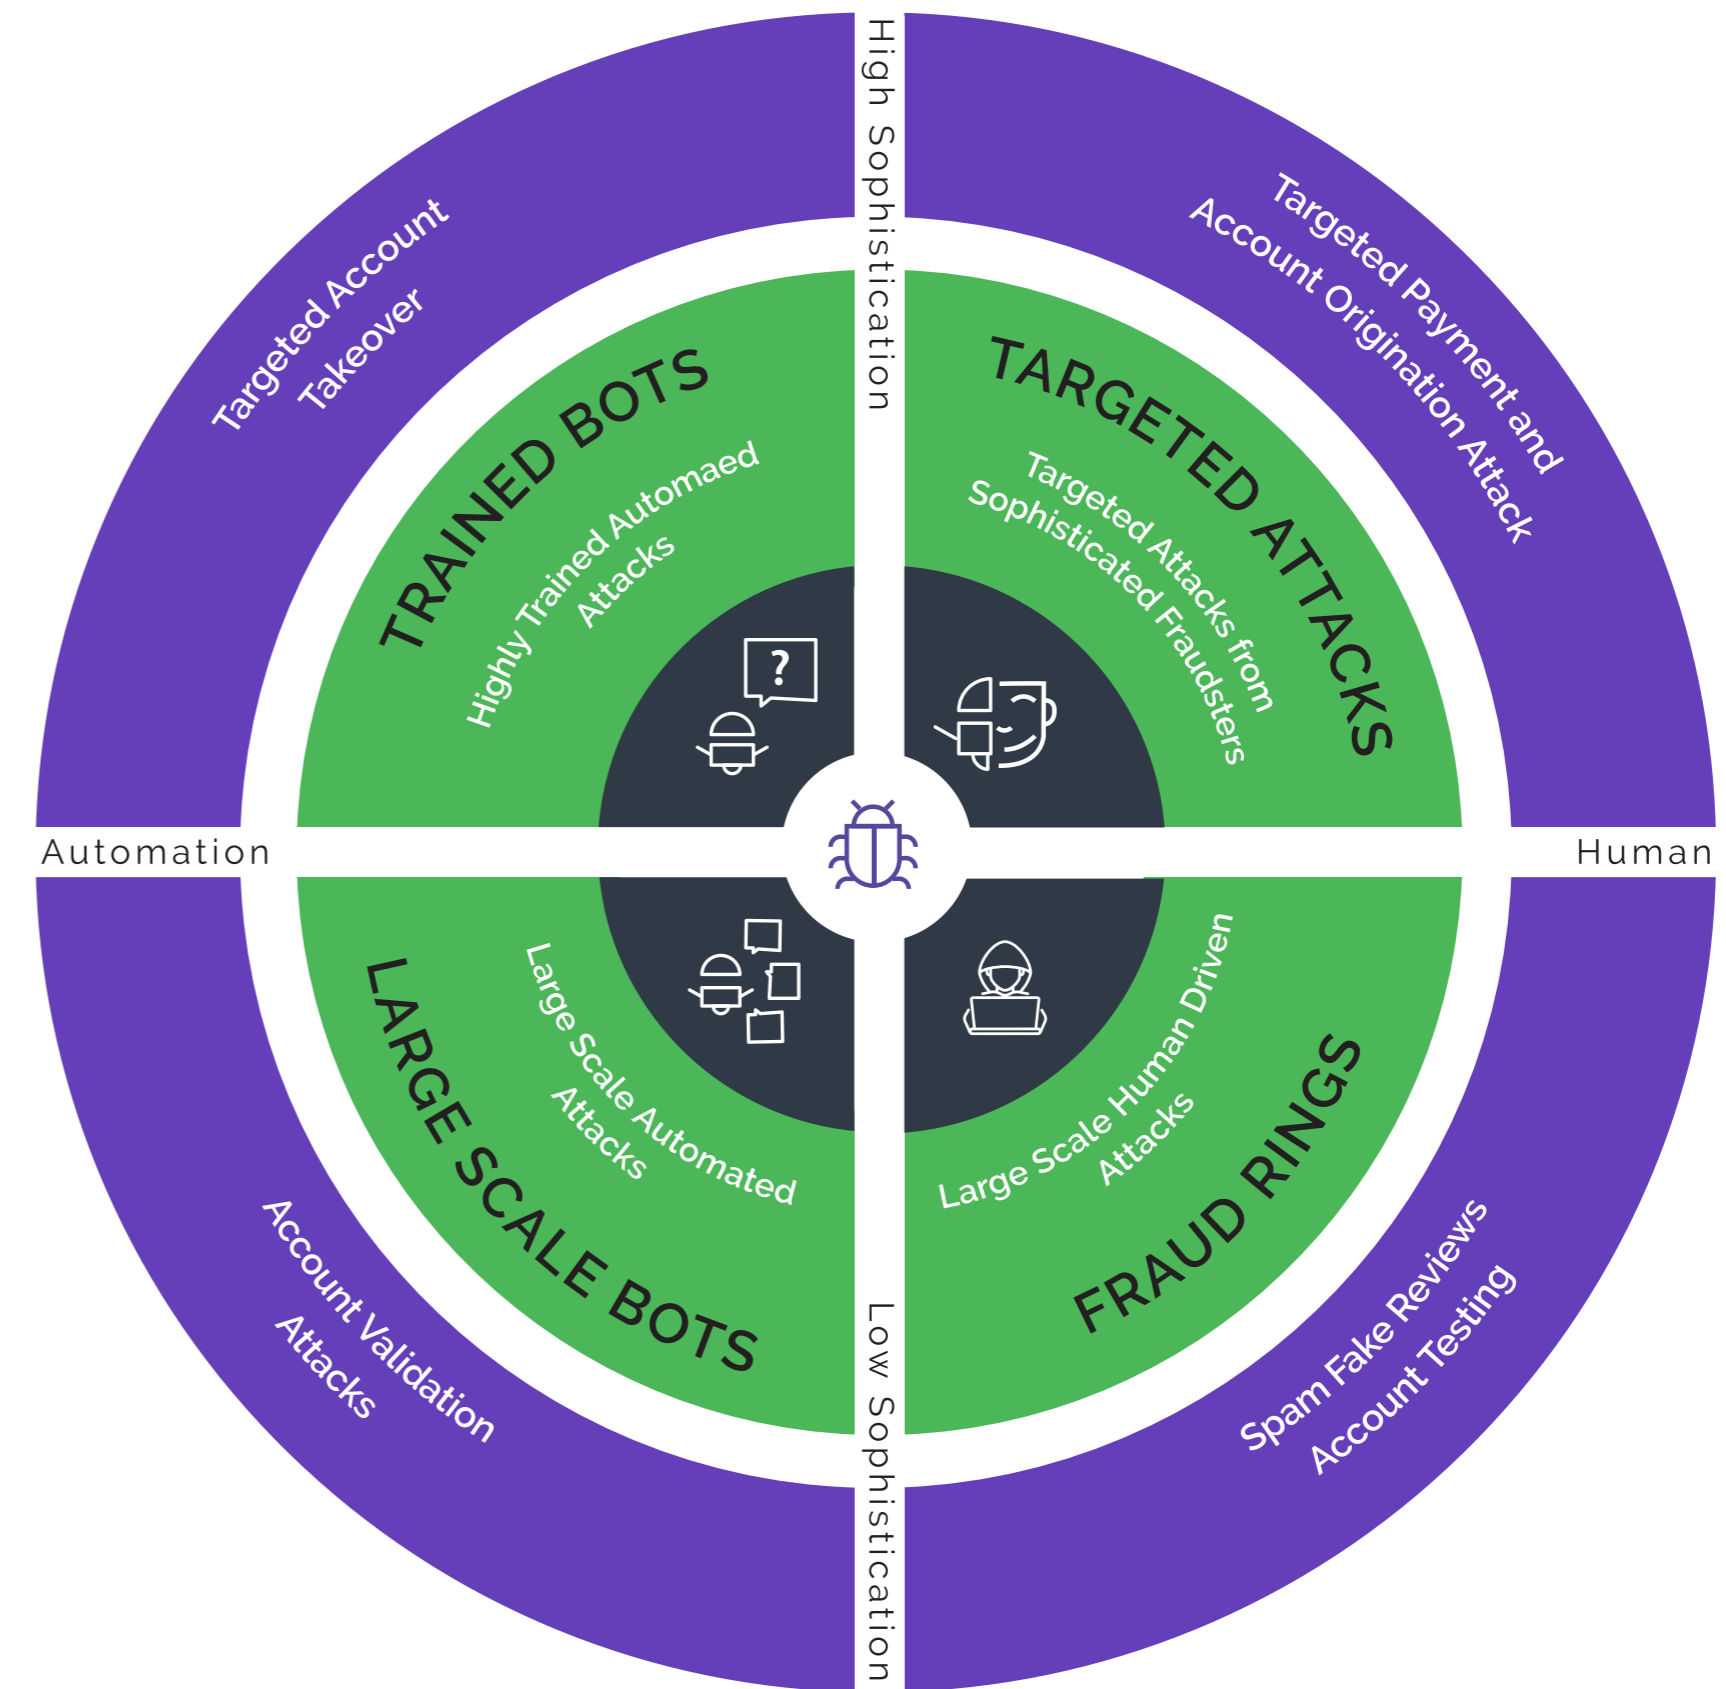 High Sophistication
Targeted Account
Takeover
TRAINED BOTS
Highly Trained Automaed
Attacks
?
Targeted Payment and
Account Origination Attack
TARGETED ATTACKS
Targeted Attacks from
Sophisticated Fraudsters
Automation
Human
LARGE SCALE BOTS
Large Scale Automated
Attacks
Account Validation
Attacks
Large Scale Human Driven
Attacks
FRAUD RINGS
Spam Fake Reviews
Account Testing
Low Sophistication